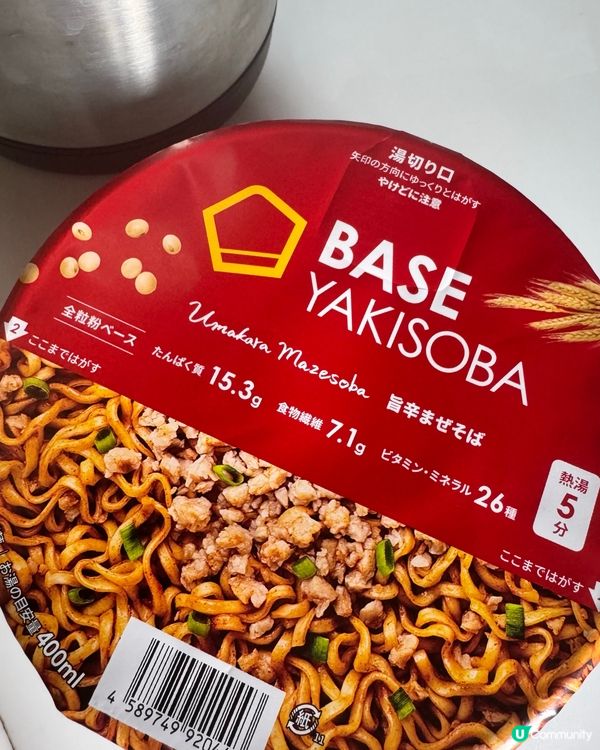 湯切り口
矢印の方向にゆっくりとはがす
やけどに注意
BASE
YAKISOBA
全粒粉ベース
Umakara Mazesoba 旨辛まぜそば
2
ここまではがす
たんぱく質 15.3g 食物繊維 7.1g ビタミン・ミネラル 26種
熱湯
5
分
ここまではがす
お湯の目安量 400ml
4 589749 920
紙
U Community